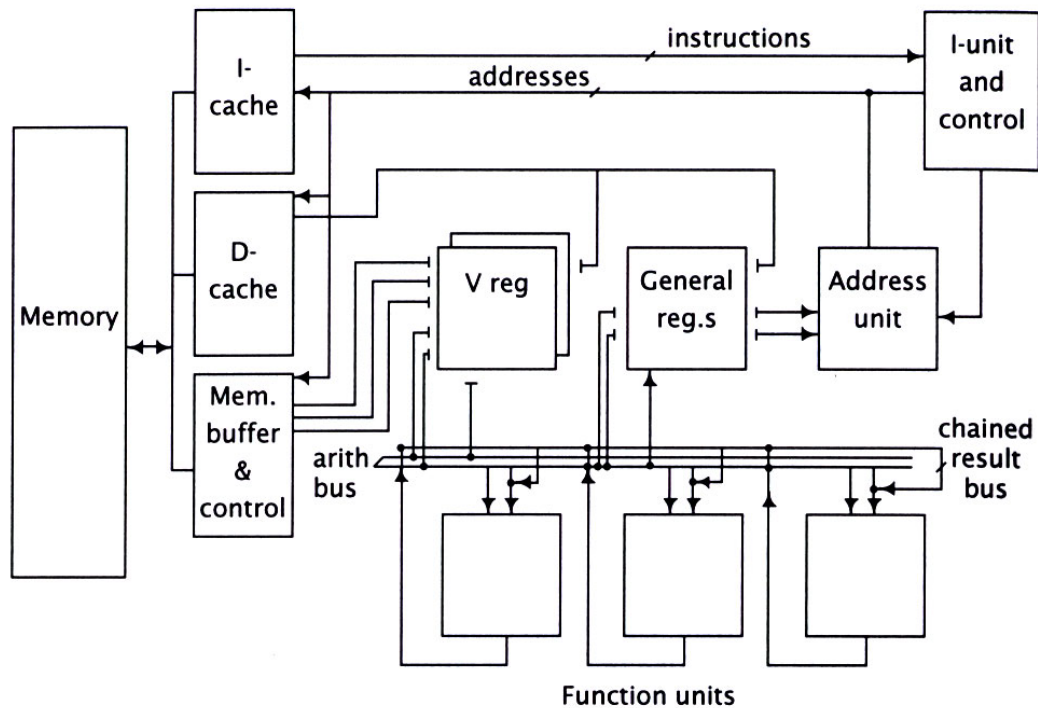 I-
cache
instructions
addresses
I-unit
and
control
Memory
D-
cache
V reg
General
reg.s
Address
unit
Mem.
buffer
&
control
arith
bus
chained
result
bus
Function units